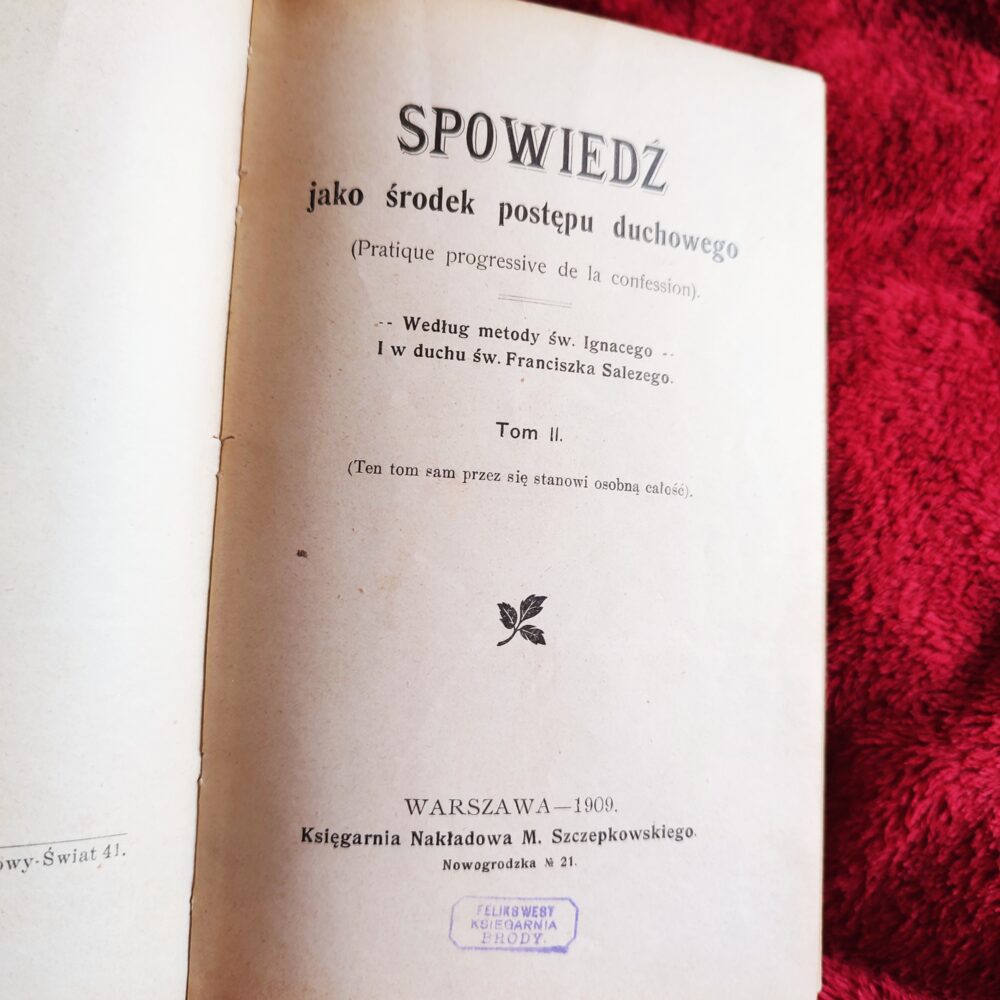 SPOWIEDŹ
jako środek postępu duchowego
(Pratique progressive de la confession).
-- Według metody św. Ignacego --
I w duchu św. Franciszka Salezego.
Tom II.
(Ten tom sam przez się stanowi osobną całość).
WARSZAWA—1909.
Księgarnia Nakładowa M. Szczepkowskiego.
Nowogrodzka № 21.
FELIKS WEST
KSIĘGARNIA
BRODY.
owy-Świat 41.